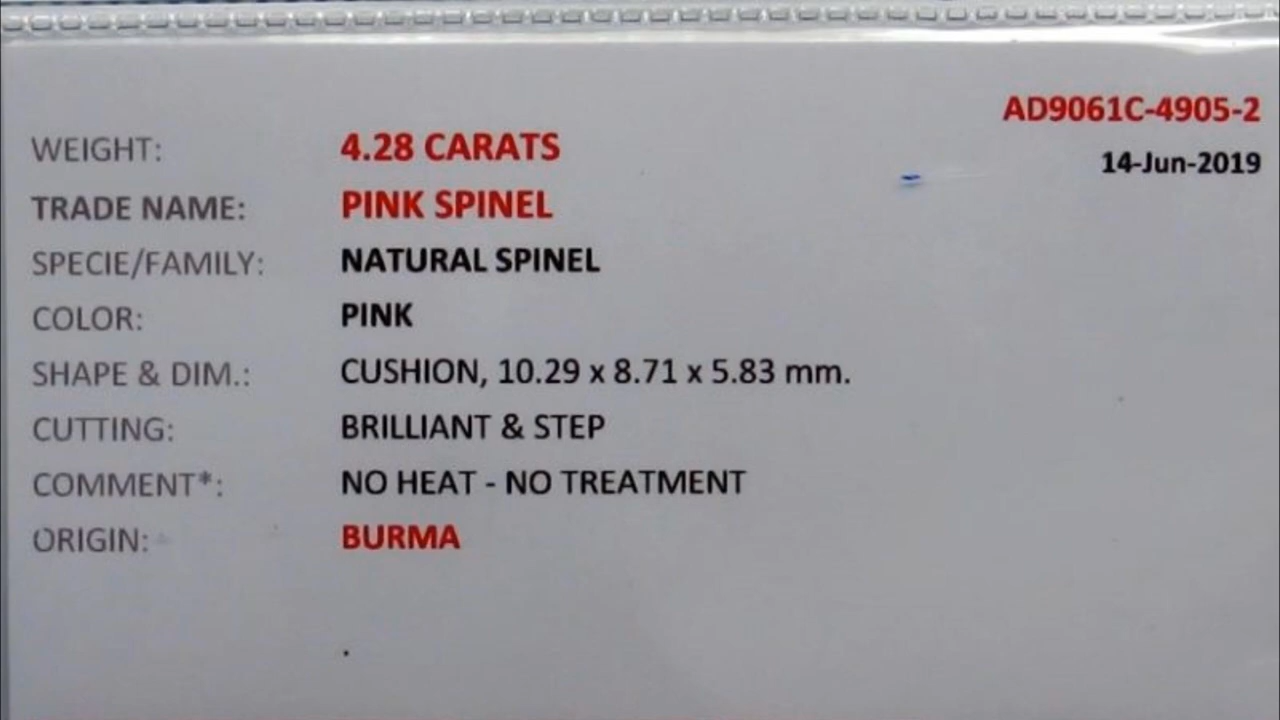 AD9061C-4905-2
14-Jun-2019
WEIGHT: 4.28 CARATS
TRADE NAME: PINK SPINEL
SPECIE/FAMILY: NATURAL SPINEL
COLOR: PINK
SHAPE & DIM.: CUSHION, 10.29 x 8.71 x 5.83 mm.
CUTTING: BRILLIANT & STEP
COMMENT*: NO HEAT - NO TREATMENT
ORIGIN: BURMA